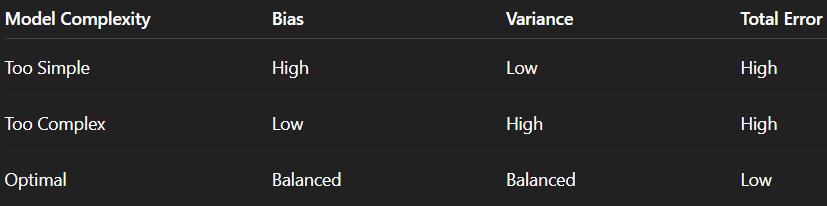 Model Complexity Bias Variance Total Error
Too Simple High Low High
Too Complex Low High High
Optimal Balanced Balanced Low